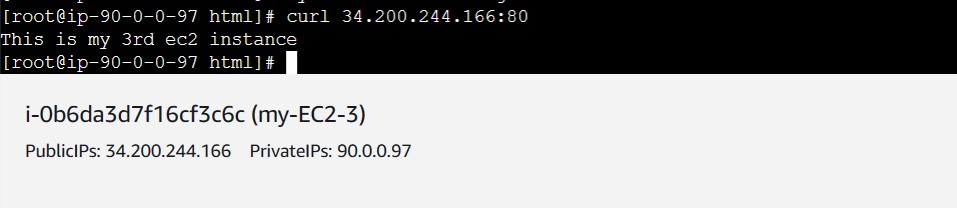 [root@ip-90-0-0-97 html]# curl 34.200.244.166:80
This is my 3rd ec2 instance
[root@ip-90-0-0-97 html]#
i-0b6da3d7f16cf3c6c (my-EC2-3)
PublicIPs: 34.200.244.166 PrivateIPs: 90.0.0.97